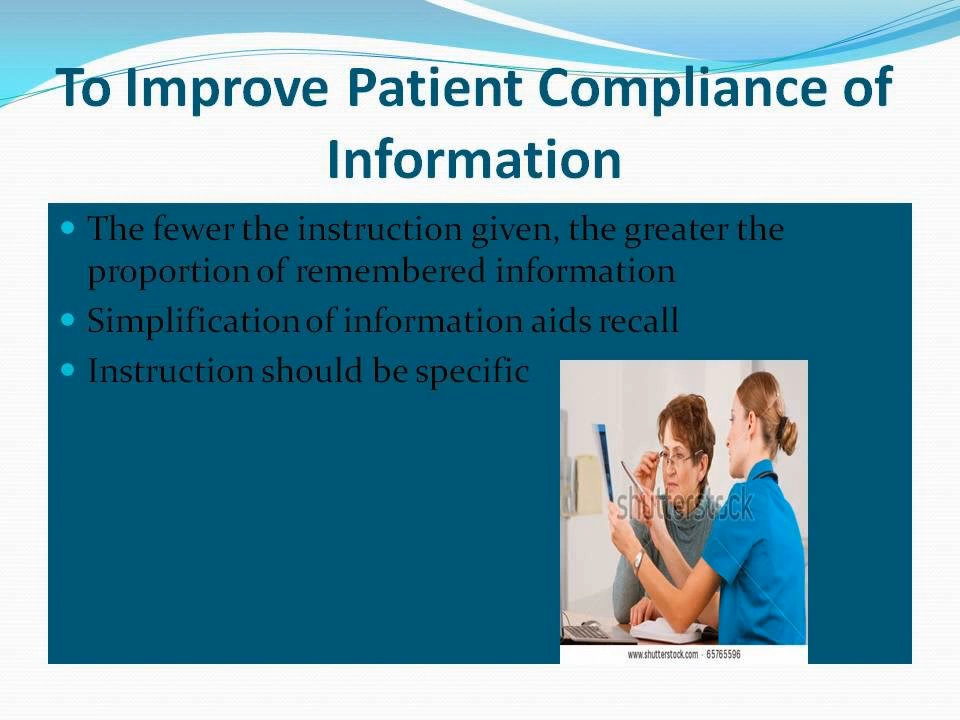 To Improve Patient Compliance of
Information
The fewer the instruction given, the greater the
proportion of remembered information
Simplification of information aids recall
Instruction should be specific
shutterstock
www.shutterstock.com · 65765596